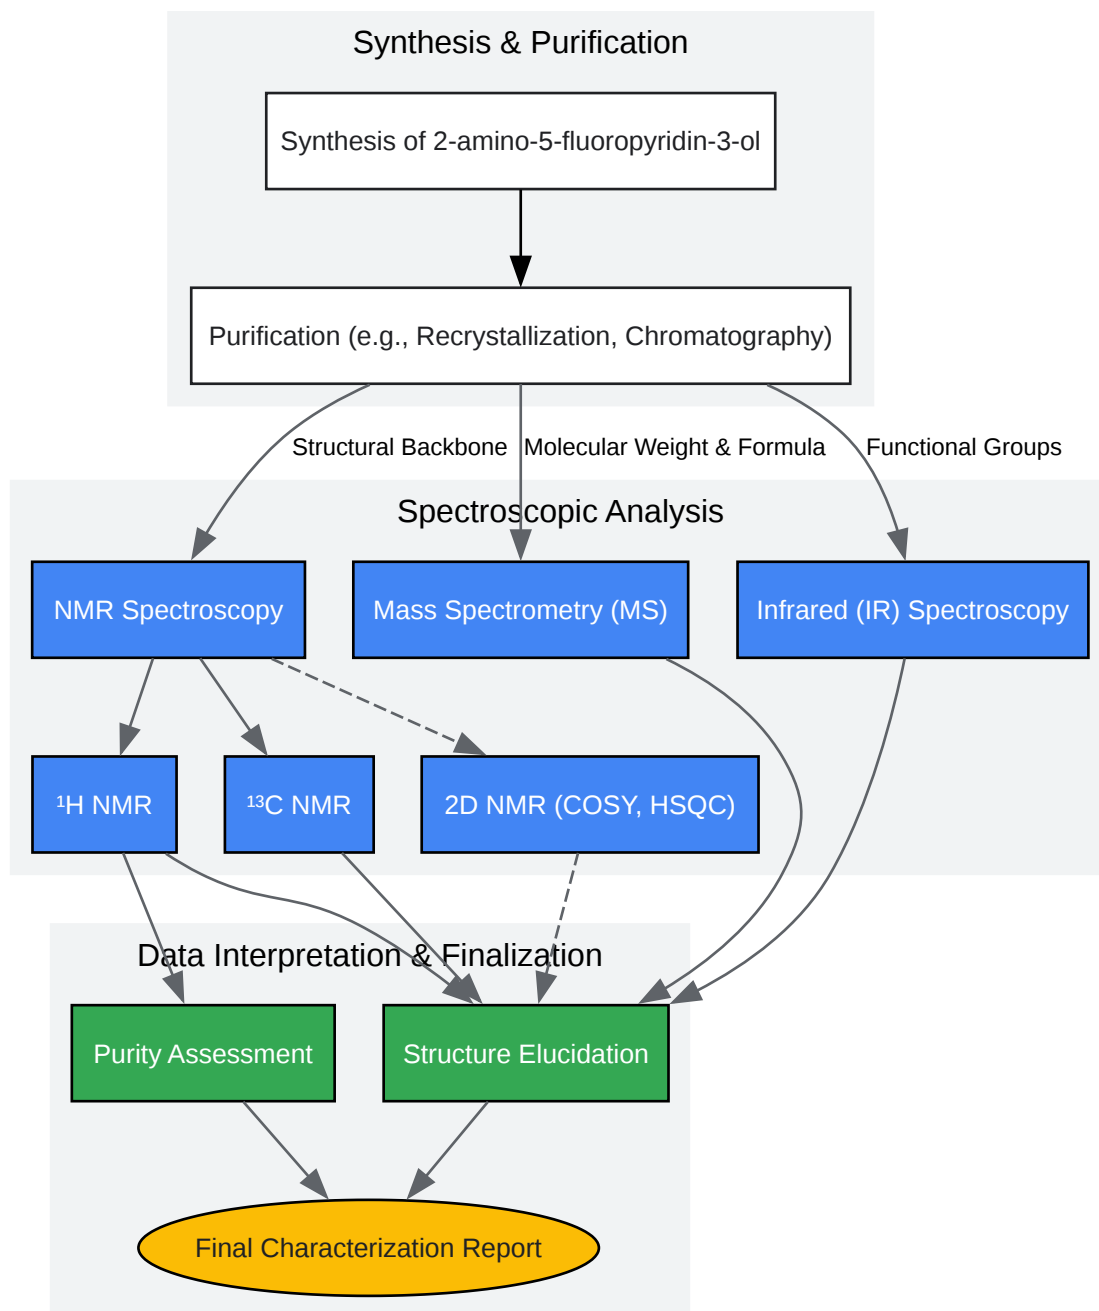 Synthesis & Purification
Synthesis of 2-amino-5-fluoropyridin-3-ol
Purification (e.g., Recrystallization, Chromatography)
Structural Backbone
Molecular Weight & Formula
Functional Groups
Spectroscopic Analysis
NMR Spectroscopy
Mass Spectrometry (MS)
Infrared (IR) Spectroscopy
¹H NMR
¹³C NMR
2D NMR (COSY, HSQC)
Data Interpretation & Finalization
Purity Assessment
Structure Elucidation
Final Characterization Report